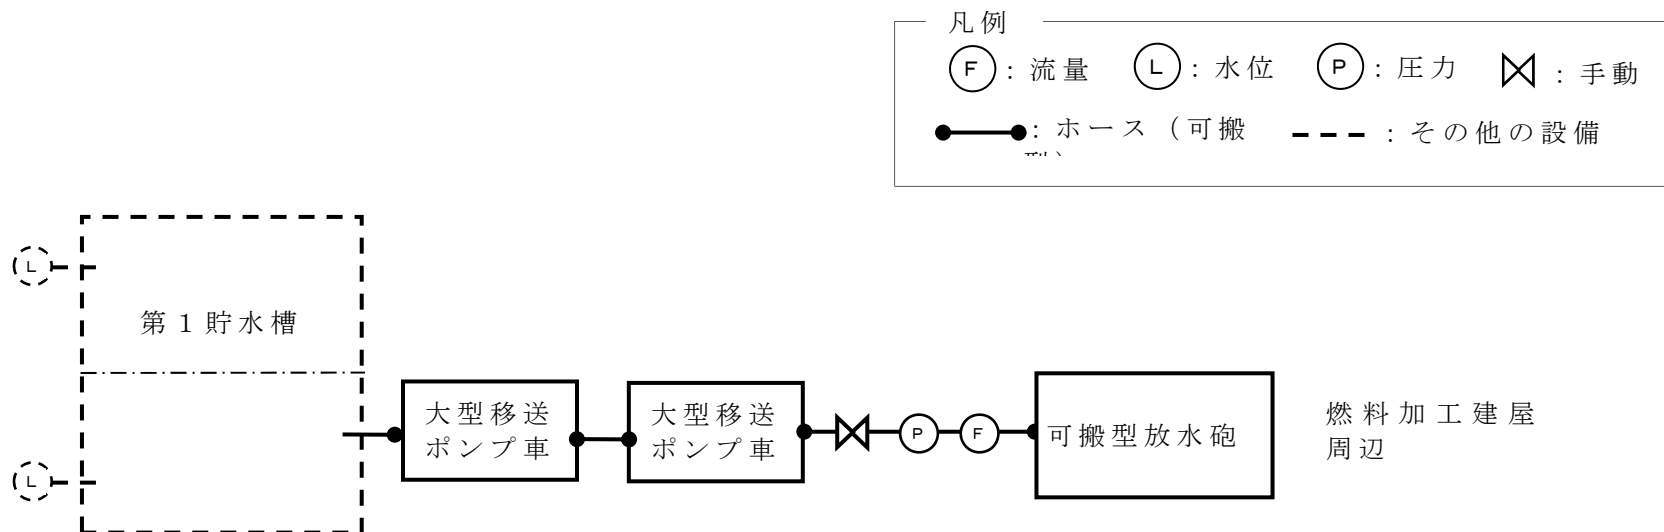 凡例
F : 流量 L : 水位 P : 圧力 : 手動
: ホース（可搬 : その他の設備
L
第１貯水槽
大型移送
ポンプ車
大型移送
ポンプ車
P
F
可搬型放水砲
燃料加工建屋
周辺
L